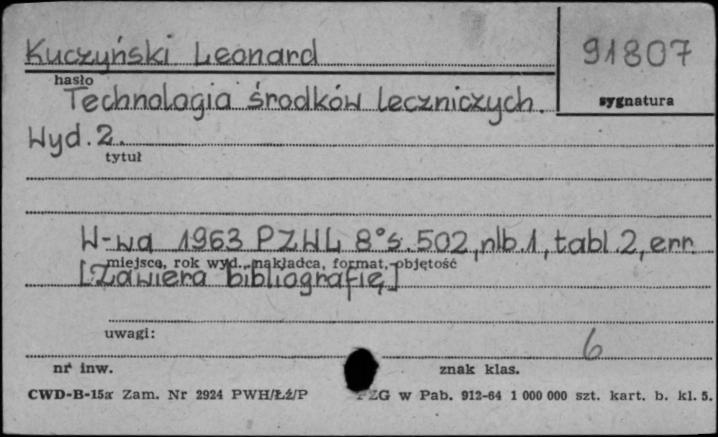 Kuczyński Leonard
91807
hasło
sygnatura
Technologia środków leczniczych.
Wyd. 2.
tytuł
W-wa 1963 PZWL 8° s. 502, nlb. 1, tabl. 2, err.
miejsce, rok wyd., nakładca, format, objętość
[Zawiera bibliografię]
uwagi:
6
nr inw.
znak klas.
CWD-B-15a Zam. Nr 2924 PWH/Łź/P
PZG w Pab. 912-64 1 000 000 szt. kart. b. kl. 5.